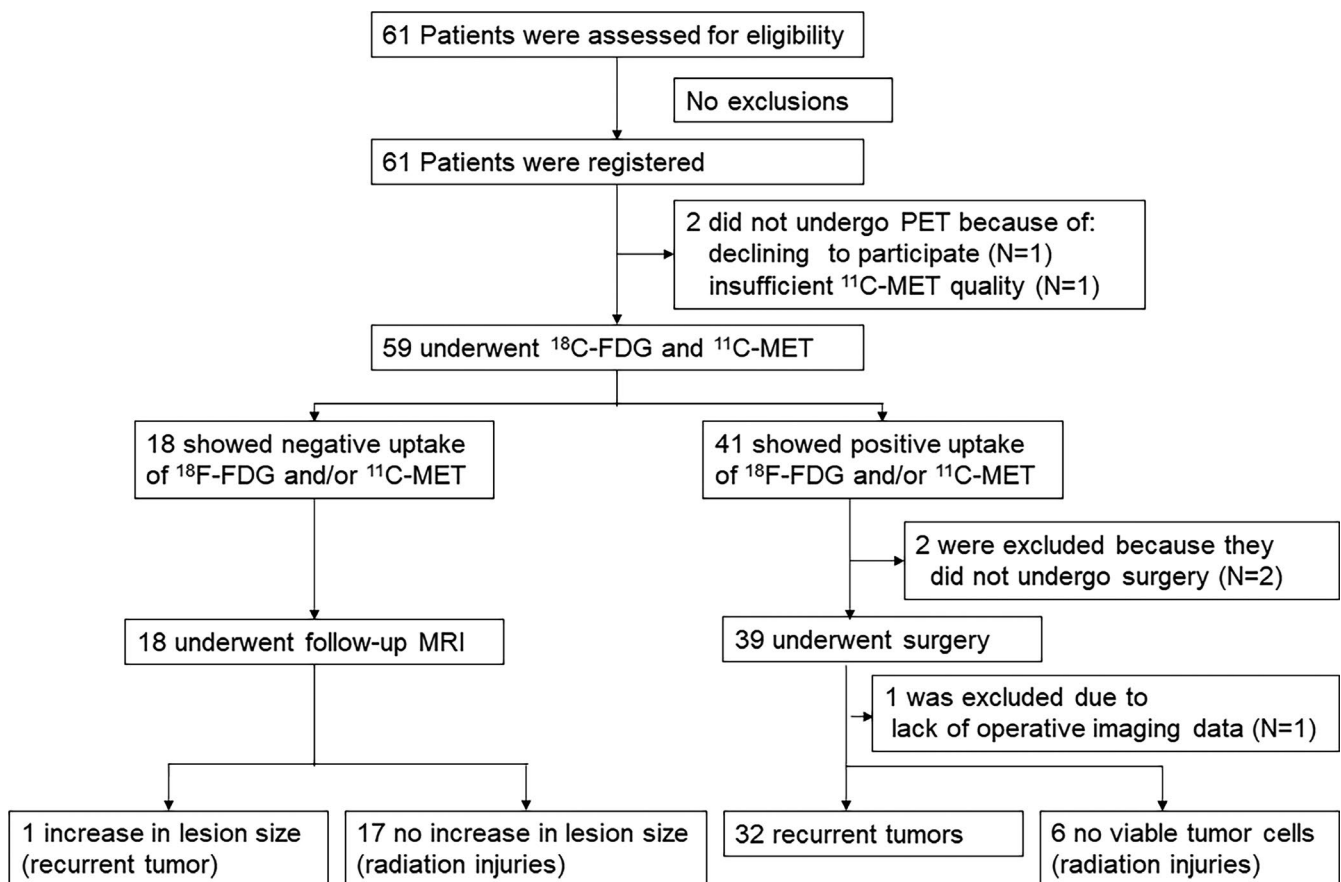 61 Patients were assessed for eligibility
No exclusions
61 Patients were registered
2 did not undergo PET because of:
declining to participate (N=1)
insufficient ¹¹C-MET quality (N=1)
59 underwent ¹⁸C-FDG and ¹¹C-MET
18 showed negative uptake
of ¹⁸F-FDG and/or ¹¹C-MET
41 showed positive uptake
of ¹⁸F-FDG and/or ¹¹C-MET
2 were excluded because they
did not undergo surgery (N=2)
18 underwent follow-up MRI
39 underwent surgery
1 was excluded due to
lack of operative imaging data (N=1)
1 increase in lesion size
(recurrent tumor)
17 no increase in lesion size
(radiation injuries)
32 recurrent tumors
6 no viable tumor cells
(radiation injuries)